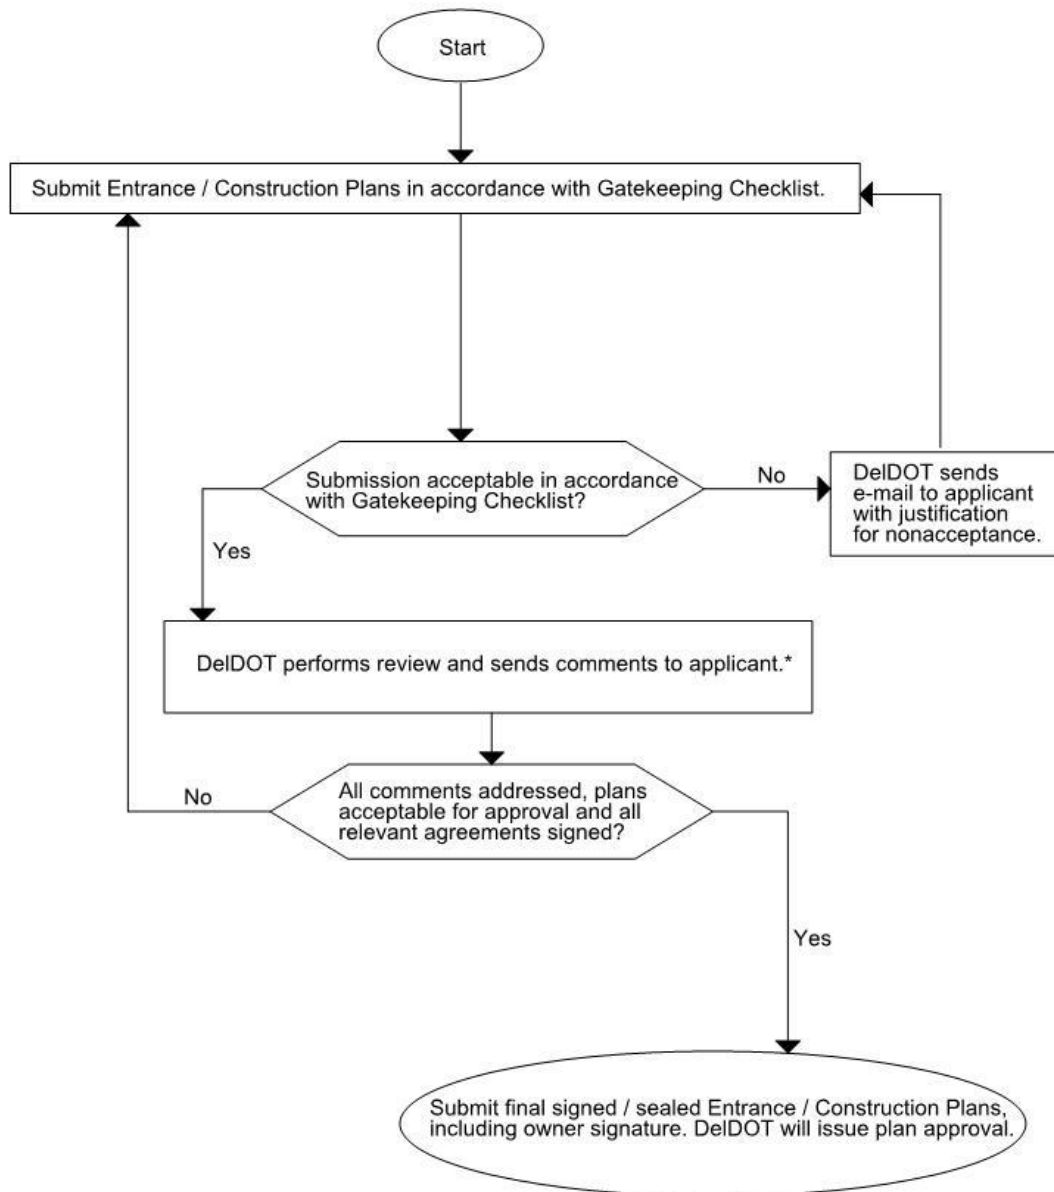 Start
Submit Entrance / Construction Plans in accordance with Gatekeeping Checklist.
Submission acceptable in accordance
with Gatekeeping Checklist?
No
DelDOT sends
e-mail to applicant
with justification
for nonacceptance.
Yes
DelDOT performs review and sends comments to applicant.*
All comments addressed, plans
acceptable for approval and all
relevant agreements signed?
No
Yes
Submit final signed / sealed Entrance / Construction Plans,
including owner signature. DelDOT will issue plan approval.